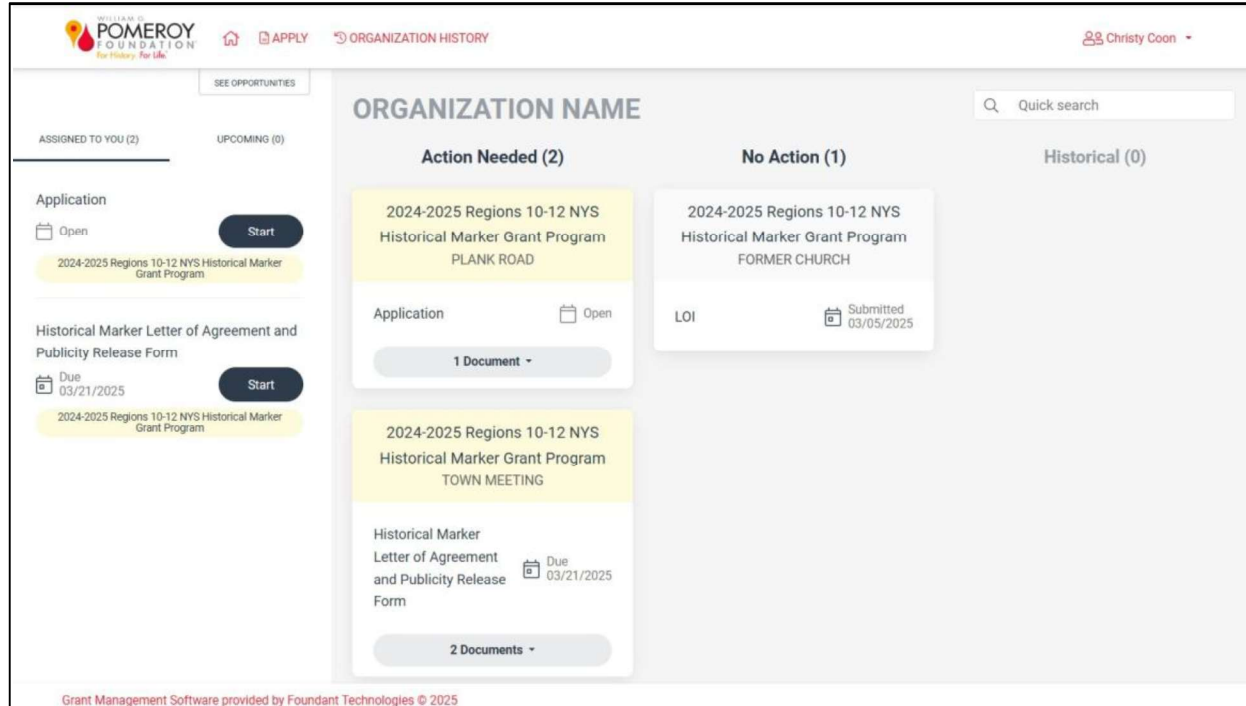 WILLIAM G.
POMEROY
FOUNDATION
For History. For Life.
APPLY
ORGANIZATION HISTORY
Christy Coon
SEE OPPORTUNITIES
ASSIGNED TO YOU (2)
UPCOMING (0)
Application
Open
Start
2024-2025 Regions 10-12 NYS Historical Marker
Grant Program
Historical Marker Letter of Agreement and
Publicity Release Form
Due
03/21/2025
Start
2024-2025 Regions 10-12 NYS Historical Marker
Grant Program
ORGANIZATION NAME
Quick search
Action Needed (2)
2024-2025 Regions 10-12 NYS
Historical Marker Grant Program
PLANK ROAD
Application
Open
1 Document
2024-2025 Regions 10-12 NYS
Historical Marker Grant Program
TOWN MEETING
Historical Marker
Letter of Agreement
and Publicity Release
Form
Due
03/21/2025
2 Documents
No Action (1)
2024-2025 Regions 10-12 NYS
Historical Marker Grant Program
FORMER CHURCH
LOI
Submitted
03/05/2025
Historical (0)
Grant Management Software provided by Foundant Technologies © 2025